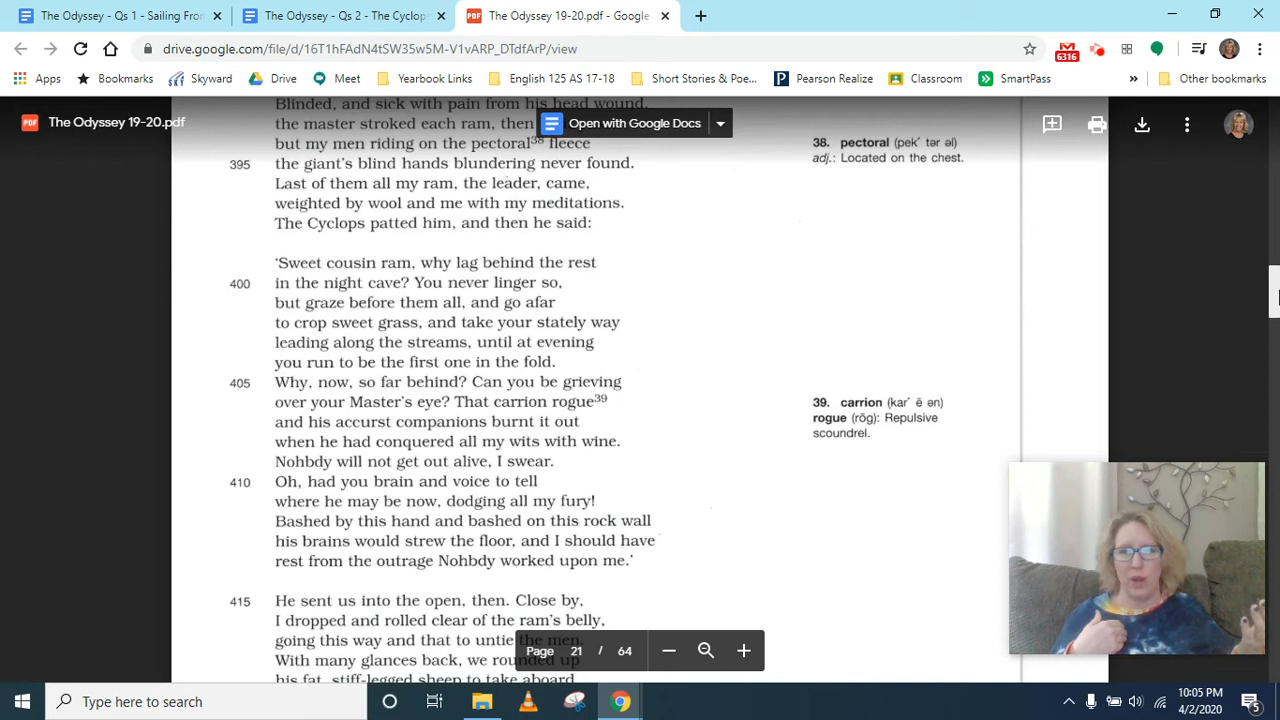 The Odyssey - Qs 1 - Sailing Fro
The Odyssey - Qs 2 - The Cyclop
The Odyssey 19-20.pdf - Google
drive.google.com/file/d/16T1hFAdN4tSW35w5M-V1vARP_DTdfArP/view
6316
Apps
Bookmarks
Skyward
Drive
Meet
Yearbook Links
English 125 AS 17-18
Short Stories & Poe...
Pearson Realize
Classroom
SmartPass
Other bookmarks
The Odyssey 19-20.pdf
Open with Google Docs
Blinded, and sick with pain from his head wound,
the master stroked each ram, then
but my men riding on the pectoral38 fleece
395 the giant's blind hands blundering never found.
Last of them all my ram, the leader, came,
weighted by wool and me with my meditations.
The Cyclops patted him, and then he said:
'Sweet cousin ram, why lag behind the rest
400 in the night cave? You never linger so,
but graze before them all, and go afar
to crop sweet grass, and take your stately way
leading along the streams, until at evening
you run to be the first one in the fold.
405 Why, now, so far behind? Can you be grieving
over your Master's eye? That carrion rogue39
and his accurst companions burnt it out
when he had conquered all my wits with wine.
Nohbdy will not get out alive, I swear.
410 Oh, had you brain and voice to tell
where he may be now, dodging all my fury!
Bashed by this hand and bashed on this rock wall
his brains would strew the floor, and I should have
rest from the outrage Nohbdy worked upon me.'
415 He sent us into the open, then. Close by,
I dropped and rolled clear of the ram's belly,
going this way and that to untie the men.
With many glances back, we rounded up
his fat, stiff-legged sheep to take aboard
38. pectoral (pek´ tər əl)
adj.: Located on the chest.
39. carrion (kar´ ē ən)
rogue (rōg): Repulsive
scoundrel.
Page 21 / 64
Type here to search
10:05 PM
4/2/2020
5